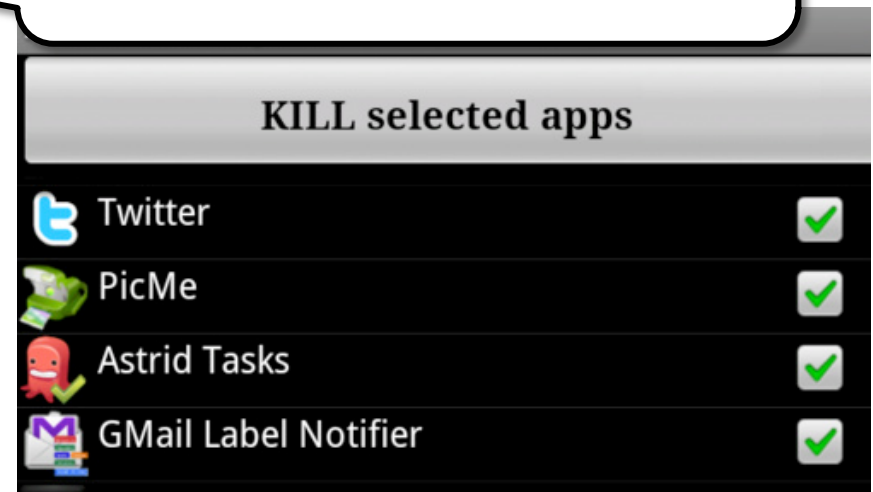 KILL selected apps
Twitter
PicMe
Astrid Tasks
GMail Label Notifier